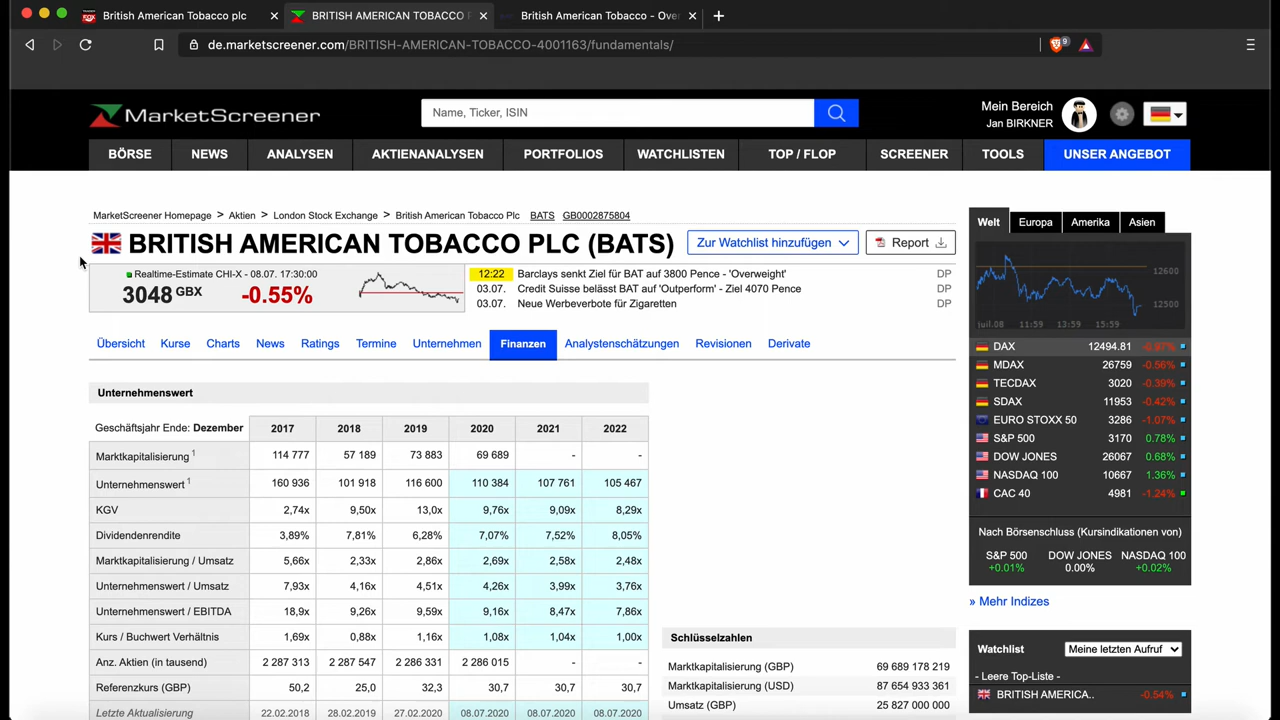 British American Tobacco plc
BRITISH AMERICAN TOBACCO P
British American Tobacco - Ove
de.marketscreener.com/BRITISH-AMERICAN-TOBACCO-4001163/fundamentals/
9
MarketScreener
Name, Ticker, ISIN
Mein Bereich
Jan BIRKNER
BÖRSE NEWS ANALYSEN AKTIENANALYSEN PORTFOLIOS WATCHLISTEN TOP / FLOP SCREENER TOOLS UNSER ANGEBOT
MarketScreener Homepage > Aktien > London Stock Exchange > British American Tobacco Plc BATS GB0002875804
BRITISH AMERICAN TOBACCO PLC (BATS)
Zur Watchlist hinzufügen
Report
Realtime-Estimate CHI-X - 08.07. 17:30:00
3048 GBX -0.55%
12:22 Barclays senkt Ziel für BAT auf 3800 Pence - 'Overweight' DP
03.07. Credit Suisse belässt BAT auf 'Outperform' - Ziel 4070 Pence DP
03.07. Neue Werbeverbote für Zigaretten DP
Übersicht Kurse Charts News Ratings Termine Unternehmen Finanzen Analystenschätzungen Revisionen Derivate
Unternehmenswert
Geschäftsjahr Ende: Dezember 2017 2018 2019 2020 2021 2022
Marktkapitalisierung 1 114 777 57 189 73 883 69 689 - -
Unternehmenswert 1 160 936 101 918 116 600 110 384 107 761 105 467
KGV 2,74x 9,50x 13,0x 9,76x 9,09x 8,29x
Dividendenrendite 3,89% 7,81% 6,28% 7,07% 7,52% 8,05%
Marktkapitalisierung / Umsatz 5,66x 2,33x 2,86x 2,69x 2,58x 2,48x
Unternehmenswert / Umsatz 7,93x 4,16x 4,51x 4,26x 3,99x 3,76x
Unternehmenswert / EBITDA 18,9x 9,26x 9,59x 9,16x 8,47x 7,86x
Kurs / Buchwert Verhältnis 1,69x 0,88x 1,16x 1,08x 1,04x 1,00x
Anz. Aktien (in tausend) 2 287 313 2 287 547 2 286 331 2 286 015 - -
Referenzkurs (GBP) 50,2 25,0 32,3 30,7 30,7 30,7
Letzte Aktualisierung 22.02.2018 28.02.2019 27.02.2020 08.07.2020 08.07.2020 08.07.2020
Schlüsselzahlen
Marktkapitalisierung (GBP) 69 689 178 219
Marktkapitalisierung (USD) 87 654 933 361
Umsatz (GBP) 25 827 000 000
Welt Europa Amerika Asien
12600
12500
juil.08 11:59 13:59 15:59
DAX 12494.81 -0.97%
MDAX 26759 -0.56%
TECDAX 3020 -0.39%
SDAX 11953 -0.42%
EURO STOXX 50 3286 -1.07%
S&P 500 3170 0.78%
DOW JONES 26067 0.68%
NASDAQ 100 10667 1.36%
CAC 40 4981 -1.24%
Nach Börsenschluss (Kursindikationen von)
S&P 500 DOW JONES NASDAQ 100
+0.01% 0.00% +0.02%
» Mehr Indizes
Watchlist Meine letzten Aufruf
- Leere Top-Liste -
BRITISH AMERICA.. -0.54%